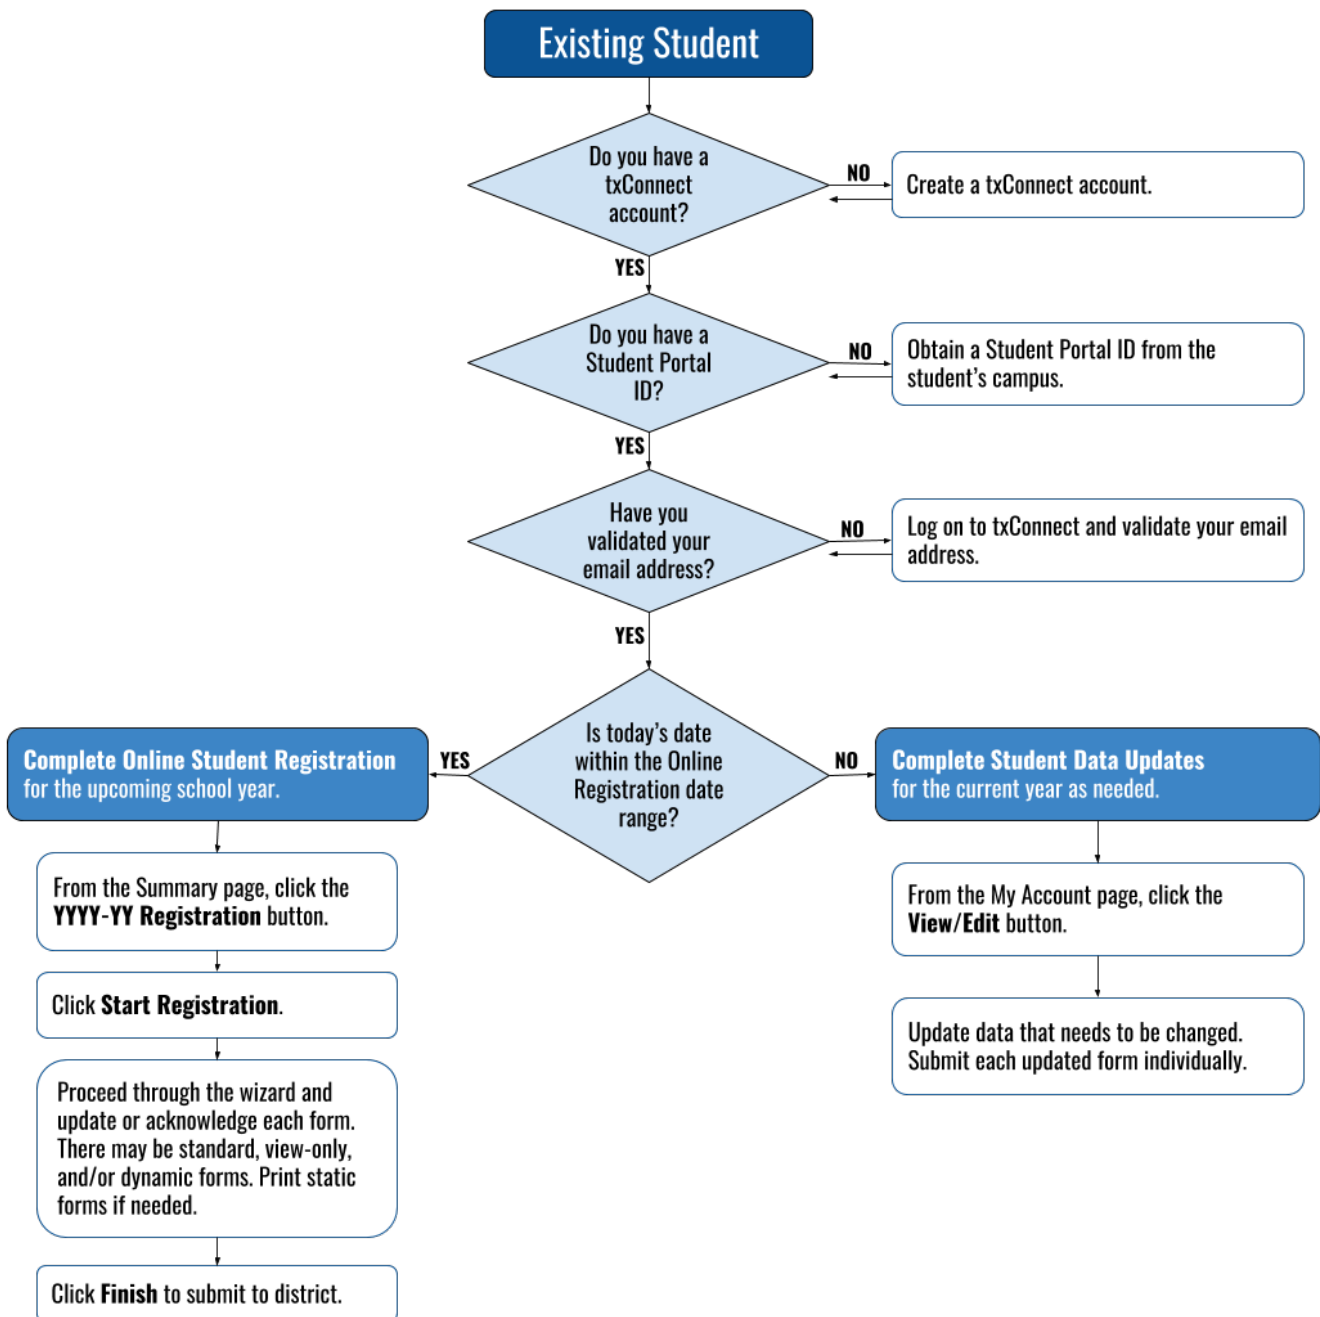 Existing Student
Do you have a
txConnect
account?
NO
Create a txConnect account.
YES
Do you have a
Student Portal
ID?
NO
Obtain a Student Portal ID from the
student's campus.
YES
Have you
validated your
email address?
NO
Log on to txConnect and validate your email
address.
YES
Is today's date
within the Online
Registration date
range?
YES
Complete Online Student Registration
for the upcoming school year.
From the Summary page, click the
YYYY-YY Registration button.
Click Start Registration.
Proceed through the wizard and
update or acknowledge each form.
There may be standard, view-only,
and/or dynamic forms. Print static
forms if needed.
Click Finish to submit to district.
NO
Complete Student Data Updates
for the current year as needed.
From the My Account page, click the
View/Edit button.
Update data that needs to be changed.
Submit each updated form individually.